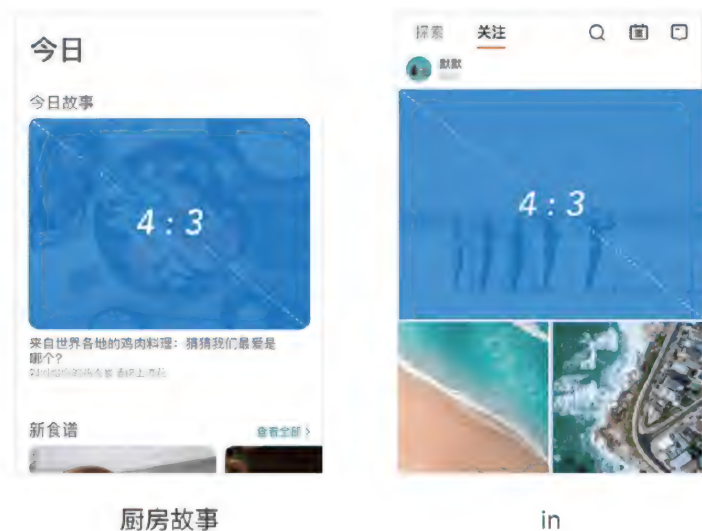 今日
今日故事
4 : 3
来自世界各地的鸡肉料理：猜猜我们最爱是
哪个？
新食谱
查看全部 >
厨房故事
探索
关注
默默
4 : 3
in